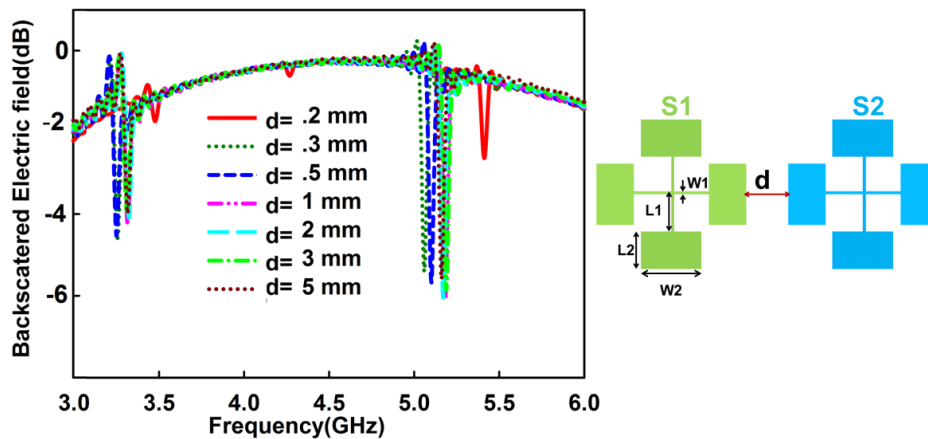 Backscatered Electric field(dB)
0
-2
-4
-6
d= .2 mm
d= .3 mm
d= .5 mm
d= 1 mm
d= 2 mm
d= 3 mm
d= 5 mm
3.0 3.5 4.0 4.5 5.0 5.5 6.0
Frequency(GHz)
S1 S2
W1
d
L1
L2
W2